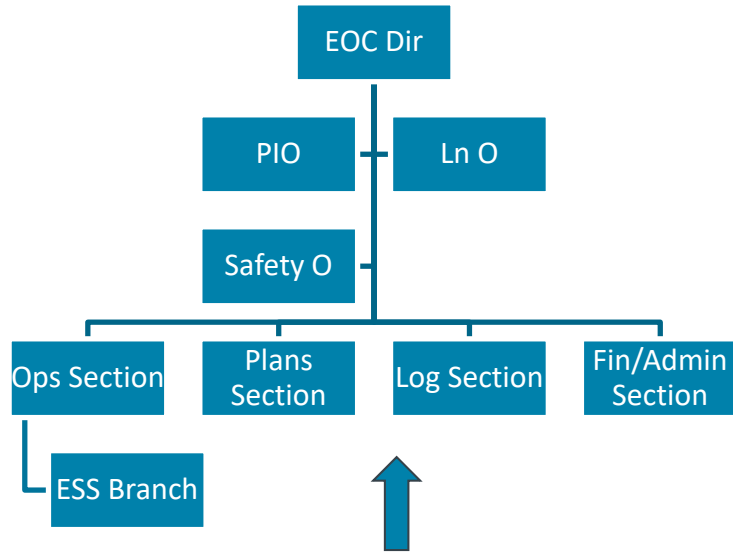 EOC Dir
PIO
Ln O
Safety O
Ops Section
Plans
Section
Log Section
Fin/Admin
Section
ESS Branch